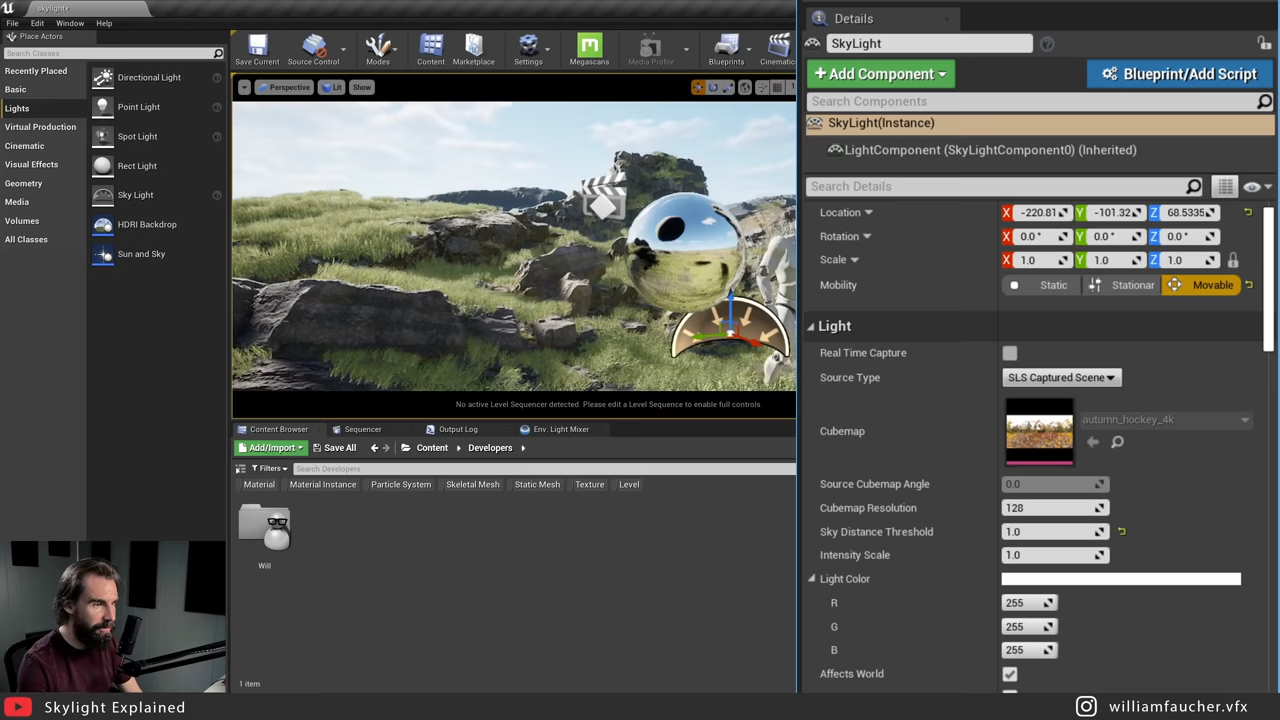 skylight*
File Edit Window Help
Place Actors
Search Classes
Recently Placed
Basic
Lights
Virtual Production
Cinematic
Visual Effects
Geometry
Media
Volumes
All Classes
Directional Light
Point Light
Spot Light
Rect Light
Sky Light
HDRI Backdrop
Sun and Sky
Save Current
Source Control
Modes
Content
Marketplace
Settings
Megascans
Media Profile
Blueprints
Perspective
Lit
Show
No active Level Sequencer detected. Please edit a Level Sequence to enable full controls.
Content Browser
Sequencer
Output Log
Env. Light Mixer
Add/Import
Save All
Content
Developers
Filters
Search Developers
Material
Material Instance
Particle System
Skeletal Mesh
Static Mesh
Texture
Level
Will
1 item
Details
SkyLight
+ Add Component
Blueprint/Add Script
Search Components
SkyLight(Instance)
LightComponent (SkyLightComponent0) (Inherited)
Search Details
Location X -220.81 Y -101.32 Z 68.5335
Rotation X 0.0 ° Y 0.0 ° Z 0.0 °
Scale X 1.0 Y 1.0 Z 1.0
Mobility Static Stationar Movable
Light
Real Time Capture
Source Type SLS Captured Scene
Cubemap autumn_hockey_4k
Source Cubemap Angle 0.0
Cubemap Resolution 128
Sky Distance Threshold 1.0
Intensity Scale 1.0
Light Color
R 255
G 255
B 255
Affects World
Skylight Explained
williamfaucher.vfx